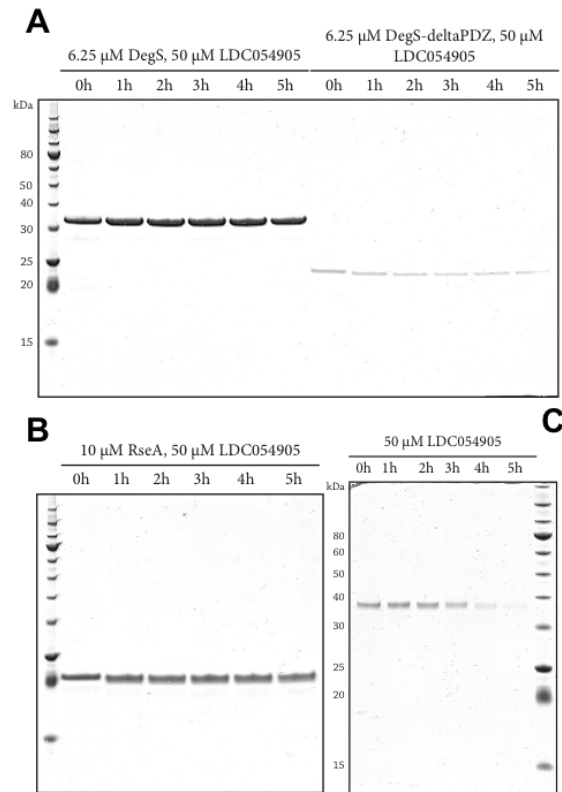 A
6.25 µM DegS, 50 µM LDC054905
6.25 µM DegS-deltaPDZ, 50 µM
LDC054905
0h 1h 2h 3h 4h 5h 0h 1h 2h 3h 4h 5h
kDa
80
50
40
30
25
20
15
B
10 µM RseA, 50 µM LDC054905
0h 1h 2h 3h 4h 5h
C
50 µM LDC054905
0h 1h 2h 3h 4h 5h
kDa
80
60
50
40
30
25
20
15